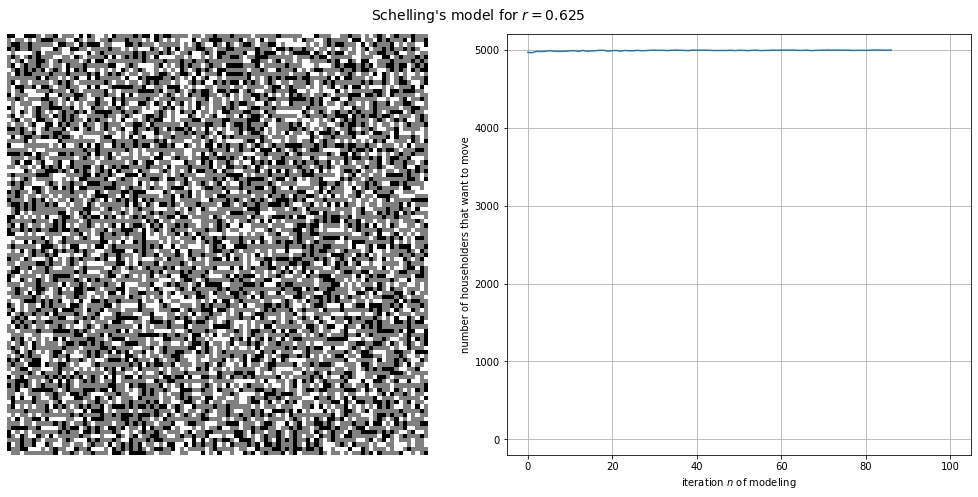 Schelling's model for r = 0.625
number of householders that want to move
5000
4000
3000
2000
1000
0
0 20 40 60 80 100
iteration n of modeling